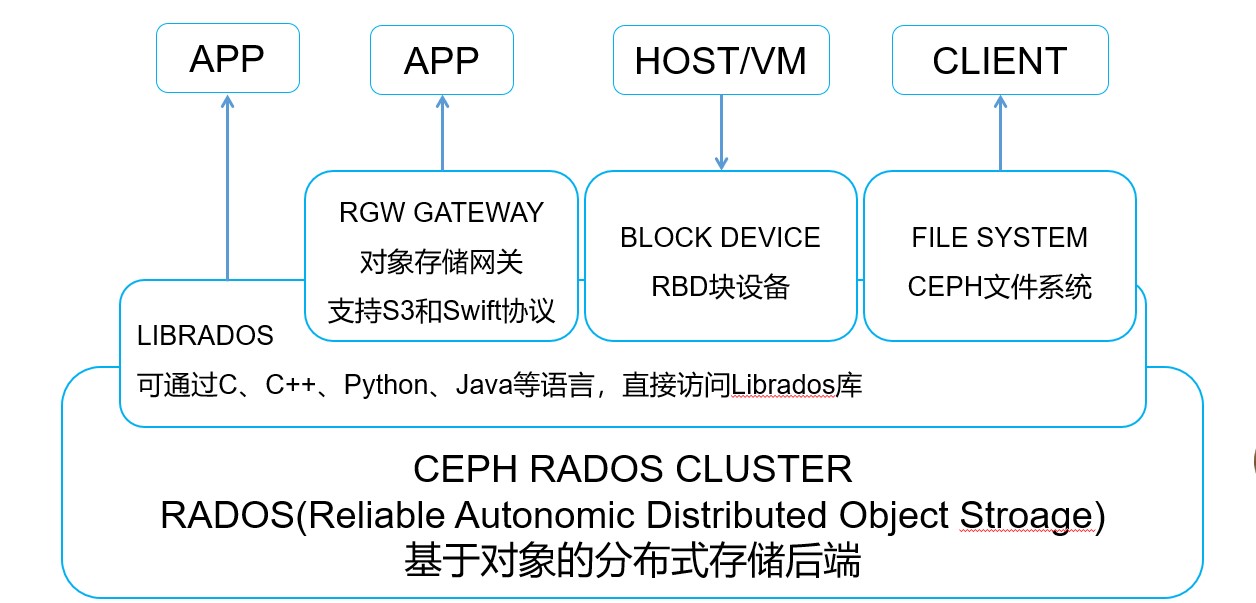 APP
APP
HOST/VM
CLIENT
RGW GATEWAY
对象存储网关
支持S3和Swift协议
BLOCK DEVICE
RBD块设备
FILE SYSTEM
CEPH文件系统
LIBRADOS
可通过C、C++、Python、Java等语言，直接访问Librados库
CEPH RADOS CLUSTER
RADOS(Reliable Autonomic Distributed Object Stroage)
基于对象的分布式存储后端